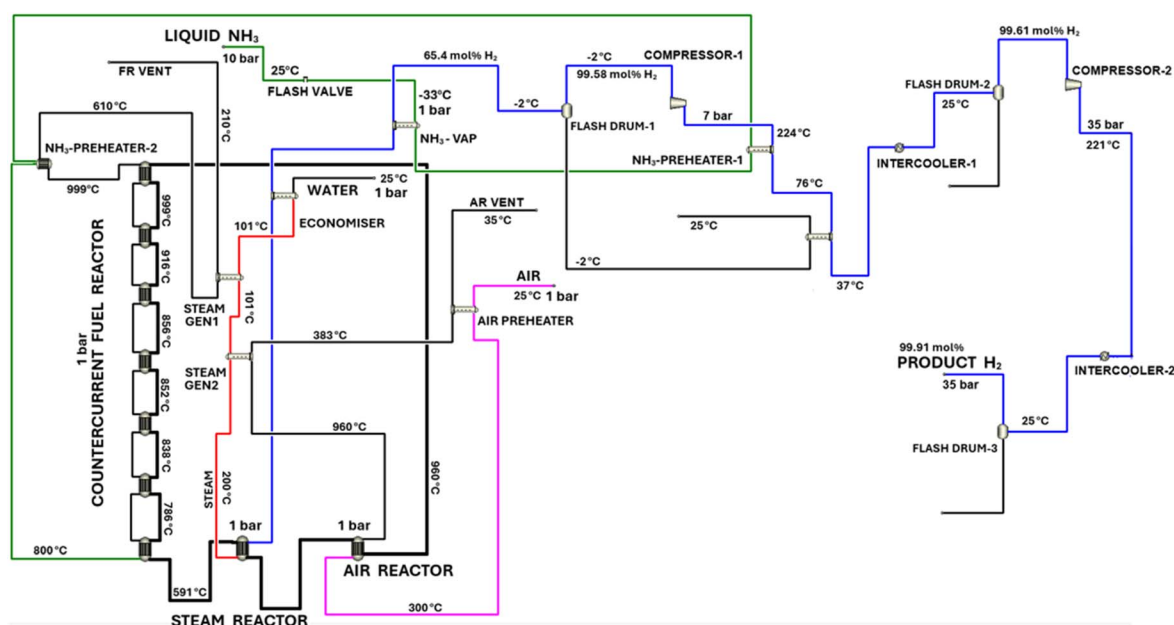 LIQUID NH₃
10 bar
FR VENT
25°C
FLASH VALVE
610°C
210°C
NH₃-PREHEATER-2
999°C
-33°C
1 bar
NH₃ - VAP
65.4 mol% H₂
-2°C
-2°C
99.58 mol% H₂
COMPRESSOR-1
FLASH DRUM-1
7 bar
224°C
NH₃-PREHEATER-1
76°C
99.61 mol% H₂
FLASH DRUM-2
25°C
COMPRESSOR-2
35 bar
221°C
INTERCOOLER-1
WATER
25°C
1 bar
ECONOMISER
101°C
AR VENT
35°C
25°C
-2°C
37°C
AIR
25°C 1 bar
AIR PREHEATER
STEAM
GEN1
101°C
383°C
STEAM
GEN2
COUNTERCURRENT FUEL REACTOR
1 bar
999°C
916°C
856°C
852°C
838°C
786°C
99.91 mol%
PRODUCT H₂
35 bar
INTERCOOLER-2
25°C
FLASH DRUM-3
960°C
960°C
STEAM
200°C
1 bar
1 bar
800°C
591°C
AIR REACTOR
300°C
STEAM REACTOR